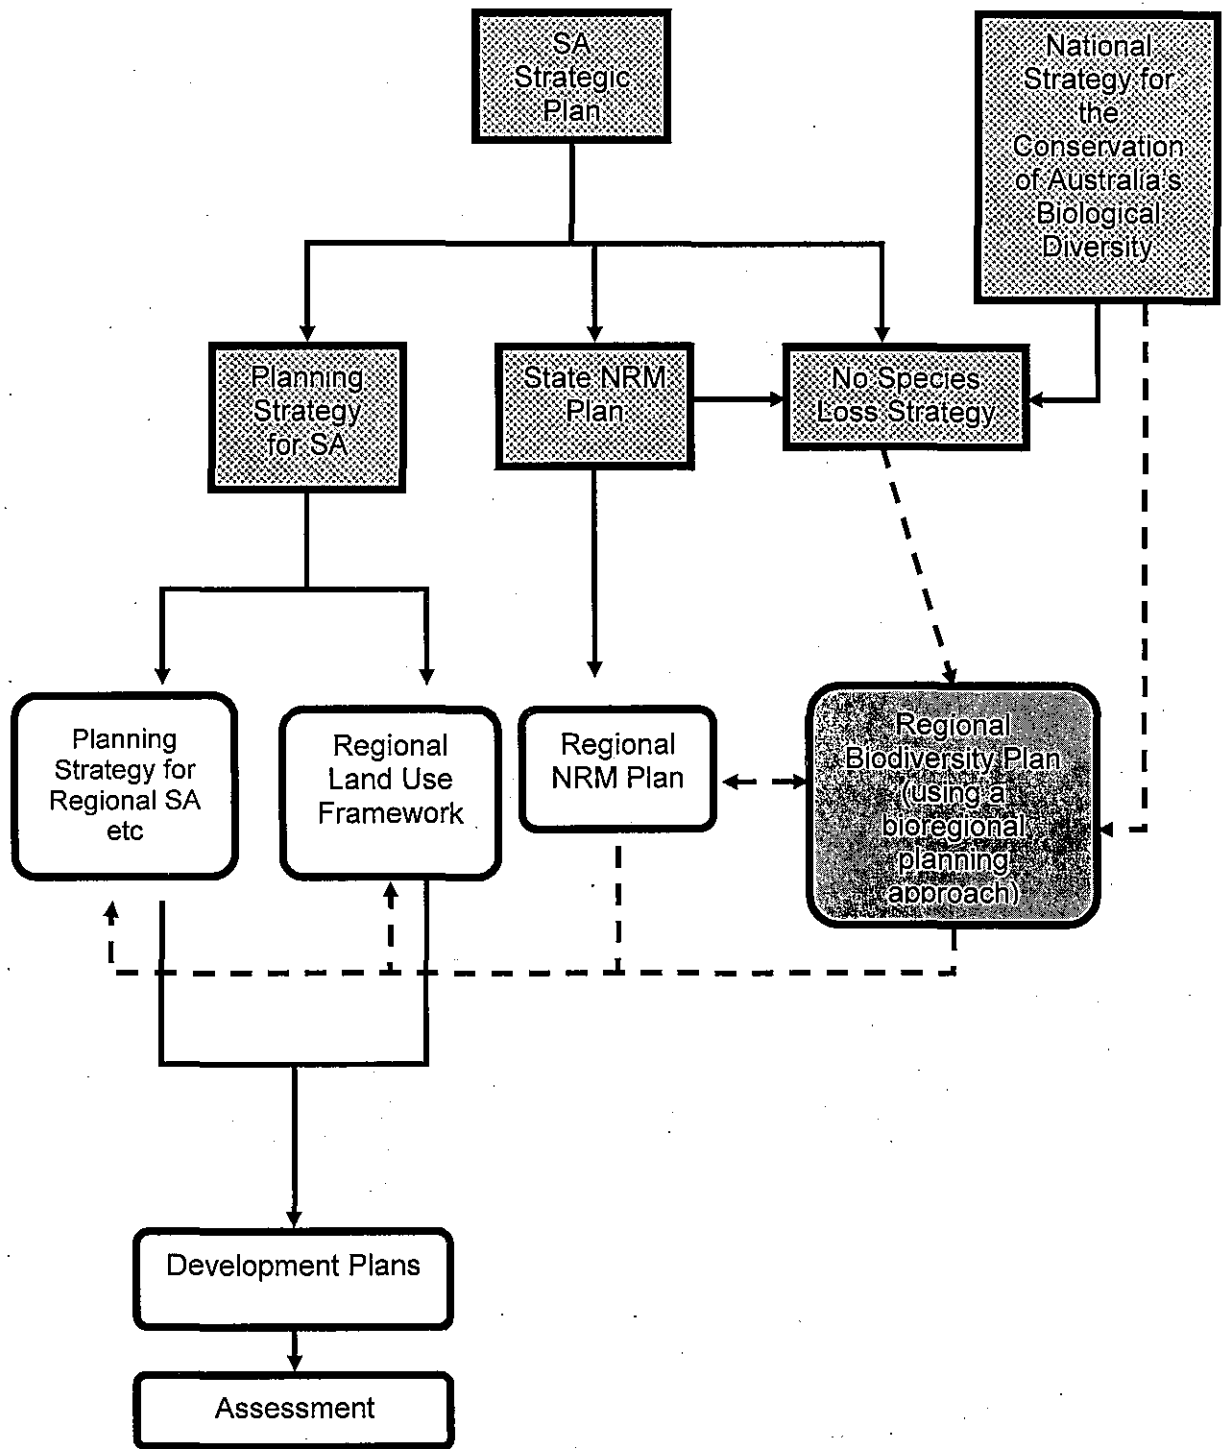 SA
Strategic
Plan
National
Strategy for
the
Conservation
of Australia's
Biological
Diversity
Planning
Strategy
for SA
State NRM
Plan
No Species
Loss Strategy
Planning
Strategy for
Regional SA
etc
Regional
Land Use
Framework
Regional
NRM Plan
Regional
Biodiversity Plan
(using a
bioregional
planning
approach)
Development Plans
Assessment